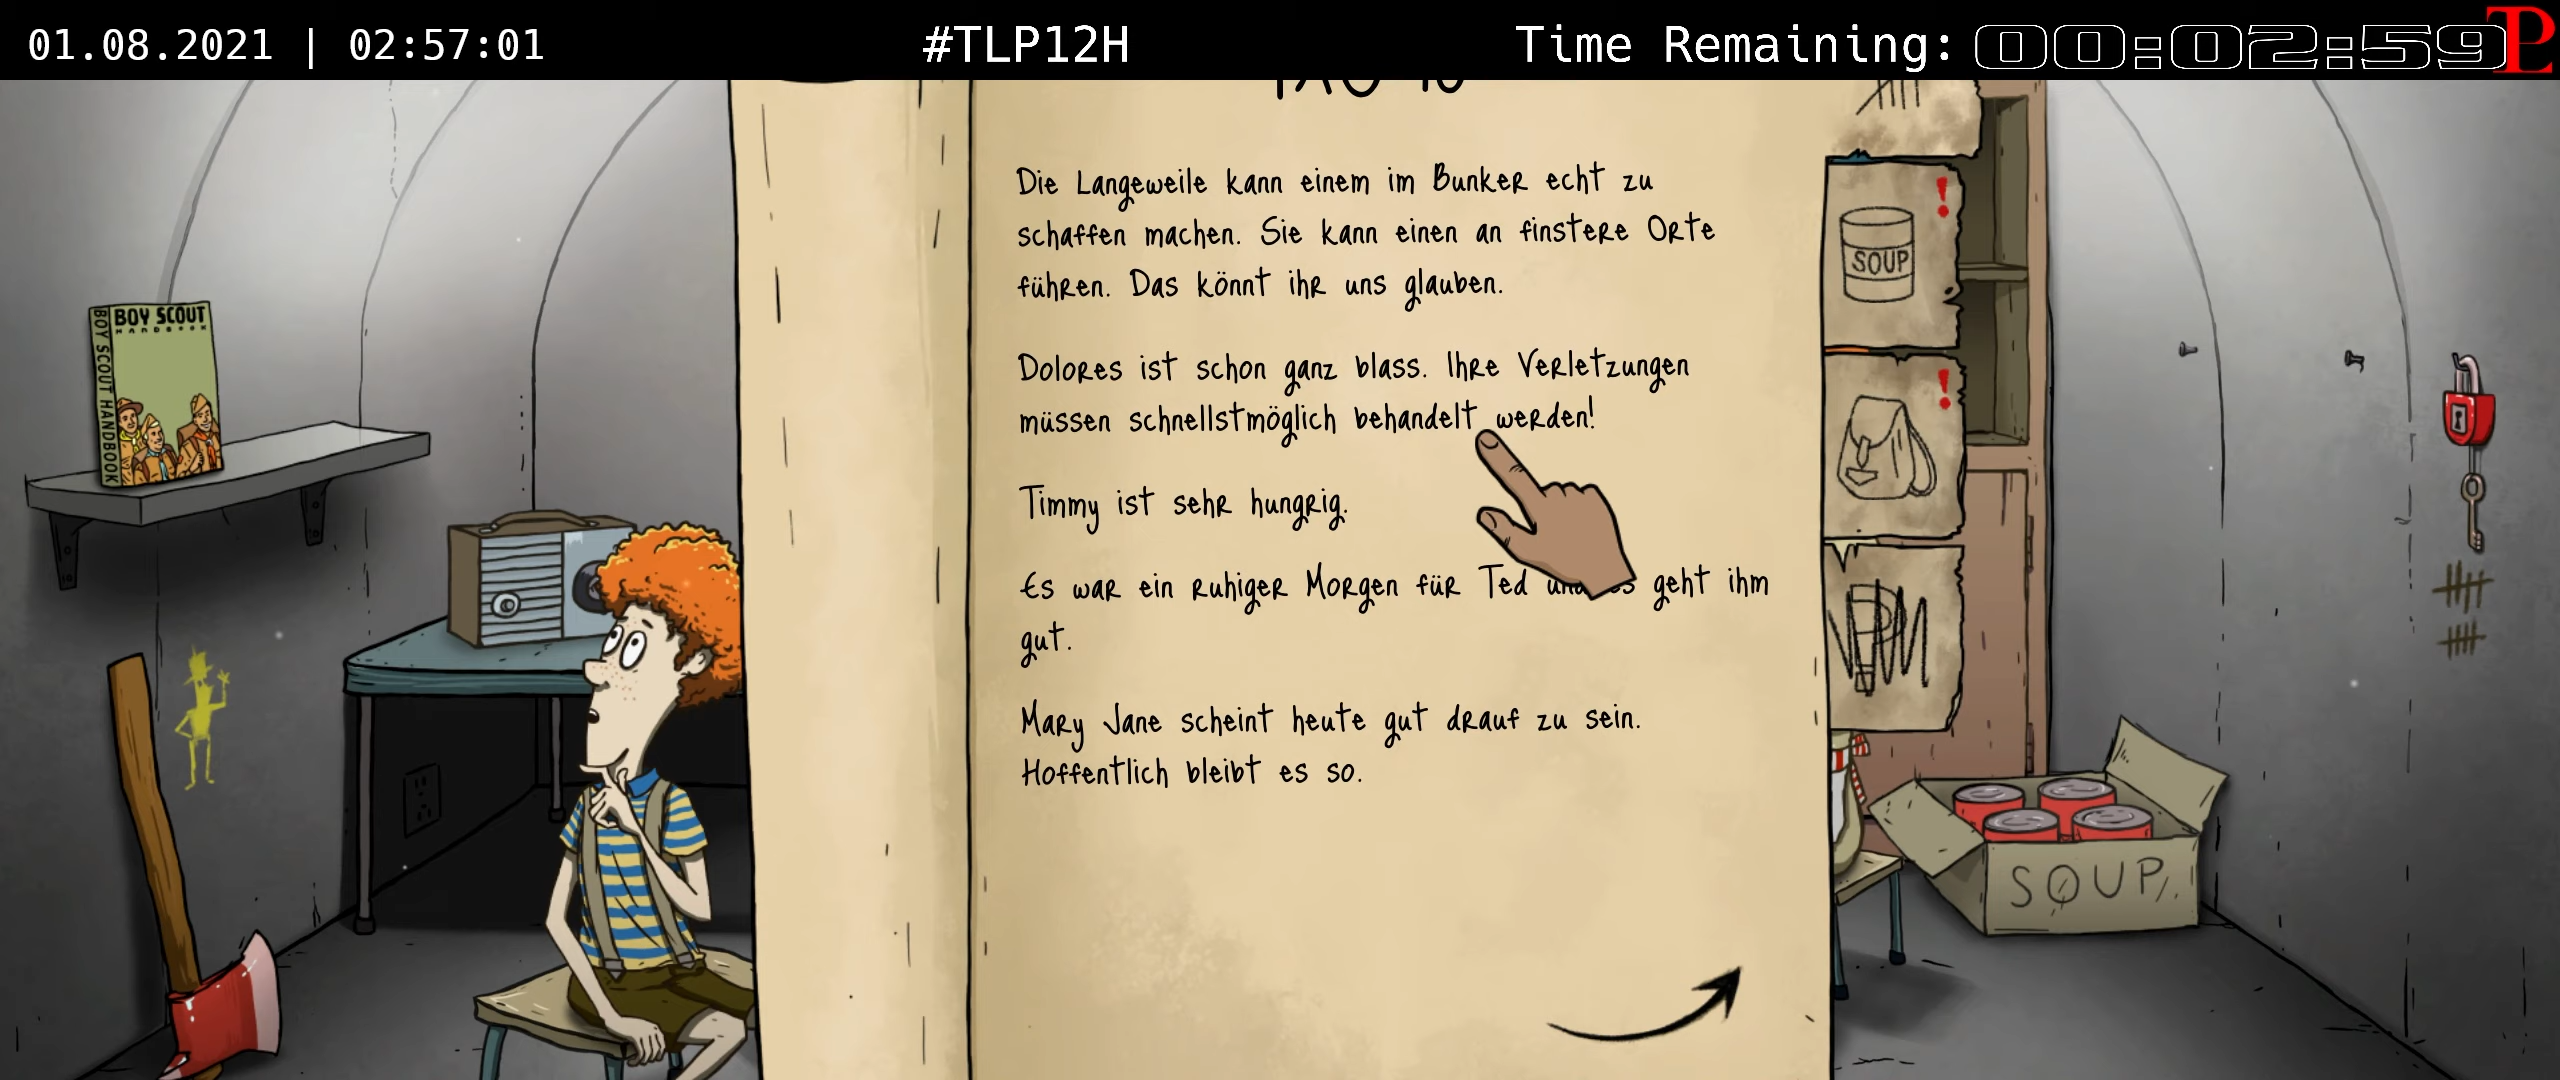 01.08.2021 | 02:57:01
#TLP12H
Time Remaining: 00:02:59
Die Langeweile kann einem im Bunker echt zu
schaffen machen. Sie kann einen an finstere Orte
führen. Das könnt ihr uns glauben.
Dolores ist schon ganz blass. Ihre Verletzungen
müssen schnellstmöglich behandelt werden!
Timmy ist sehr hungrig.
Es war ein ruhiger Morgen für Ted geht ihm
gut.
Mary Jane scheint heute gut drauf zu sein.
Hoffentlich bleibt es so.
BOY SCOUT
HANDBOOK
BOY SCOUT HANDBOOK
!
SOUP
!
SOUP